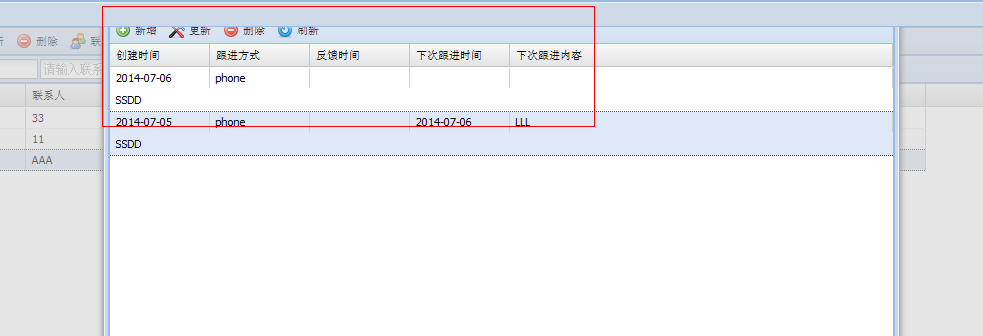 新增 更新 删除 刷新
删除 联
请输入联系
创建时间 跟进方式 反馈时间 下次跟进时间 下次跟进内容
2014-07-06 phone
SSDD
2014-07-05 phone 2014-07-06 LLL
SSDD
联系人
33
11
AAA